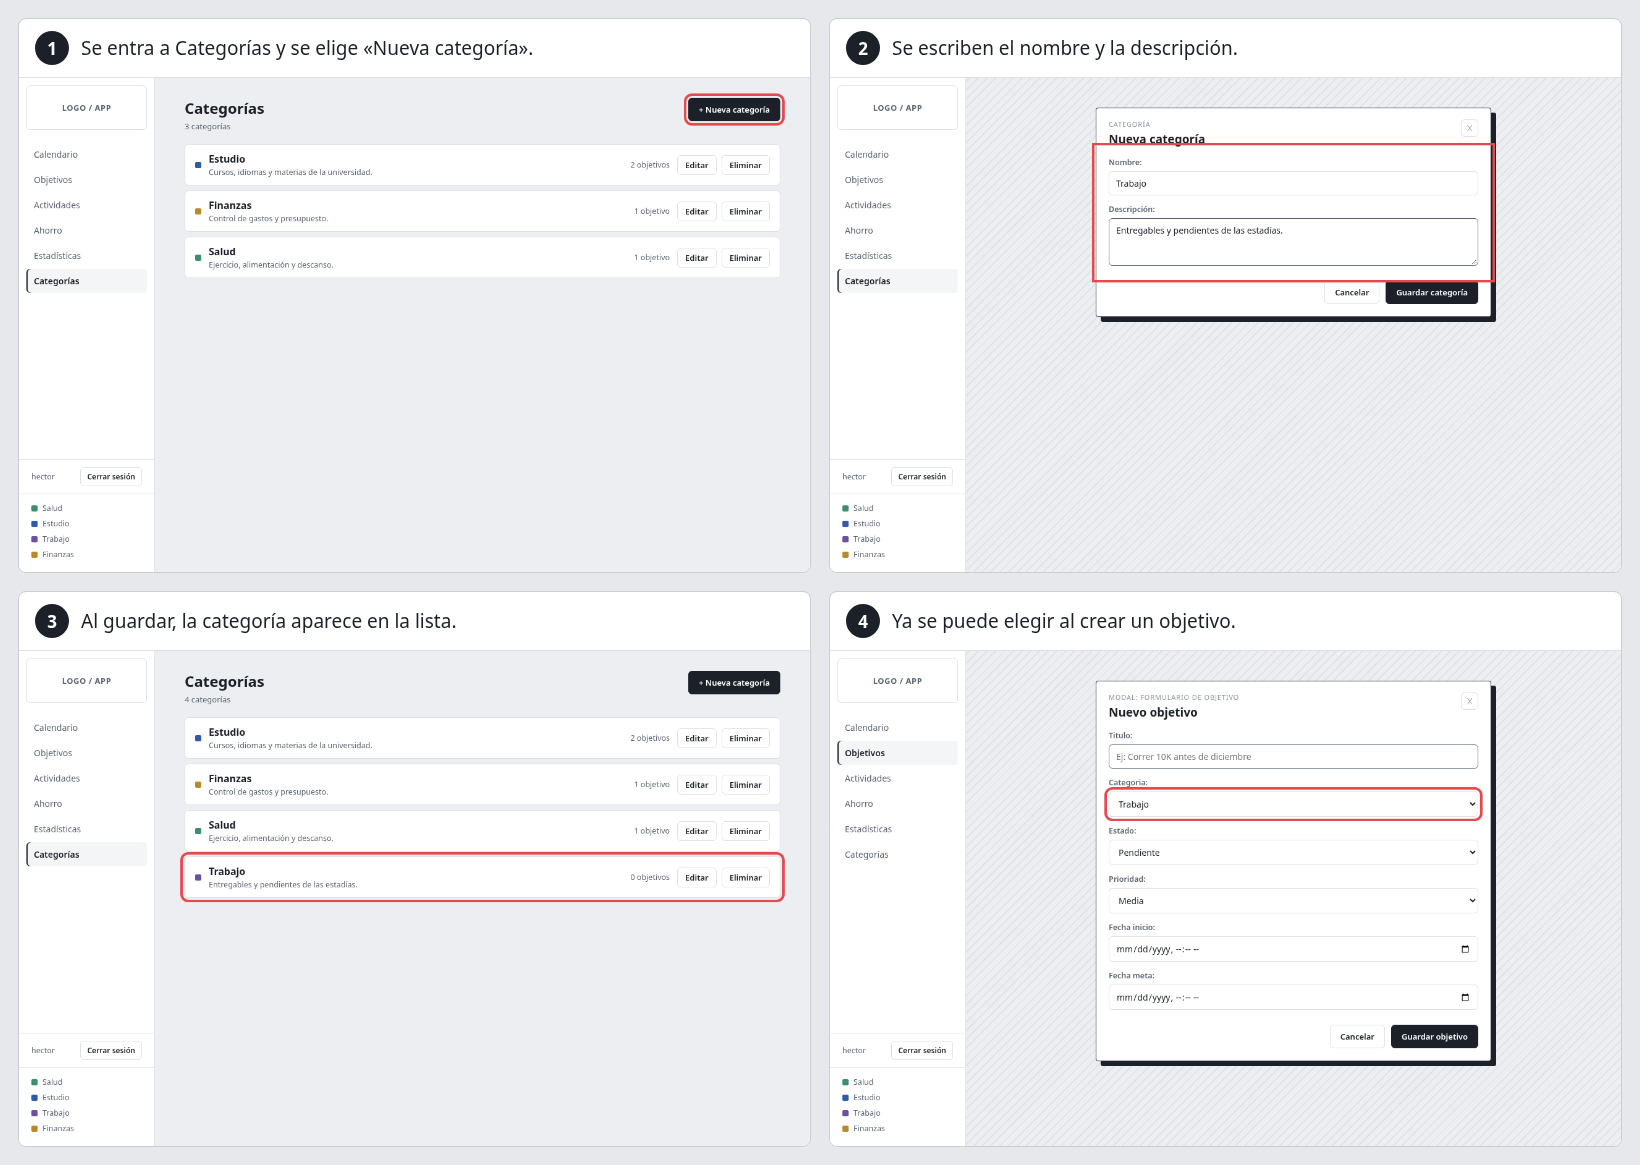 1 Se entra a Categorías y se elige «Nueva categoría».
LOGO / APP
Calendario
Objetivos
Actividades
Ahorro
Estadísticas
Categorías
hector Cerrar sesión
Salud
Estudio
Trabajo
Finanzas
Categorías
3 categorías
+ Nueva categoría
Estudio
Cursos, idiomas y materias de la universidad.
2 objetivos Editar Eliminar
Finanzas
Control de gastos y presupuesto.
1 objetivo Editar Eliminar
Salud
Ejercicio, alimentación y descanso.
1 objetivo Editar Eliminar
2 Se escriben el nombre y la descripción.
LOGO / APP
Calendario
Objetivos
Actividades
Ahorro
Estadísticas
Categorías
hector Cerrar sesión
Salud
Estudio
Trabajo
Finanzas
CATEGORÍA
Nueva categoría
X
Nombre:
Trabajo
Descripción:
Entregables y pendientes de las estadías.
Cancelar Guardar categoría
3 Al guardar, la categoría aparece en la lista.
LOGO / APP
Calendario
Objetivos
Actividades
Ahorro
Estadísticas
Categorías
hector Cerrar sesión
Salud
Estudio
Trabajo
Finanzas
Categorías
4 categorías
+ Nueva categoría
Estudio
Cursos, idiomas y materias de la universidad.
2 objetivos Editar Eliminar
Finanzas
Control de gastos y presupuesto.
1 objetivo Editar Eliminar
Salud
Ejercicio, alimentación y descanso.
1 objetivo Editar Eliminar
Trabajo
Entregables y pendientes de las estadías.
0 objetivos Editar Eliminar
4 Ya se puede elegir al crear un objetivo.
LOGO / APP
Calendario
Objetivos
Actividades
Ahorro
Estadísticas
Categorías
hector Cerrar sesión
Salud
Estudio
Trabajo
Finanzas
MODAL: FORMULARIO DE OBJETIVO
Nuevo objetivo
X
Titulo:
Ej: Correr 10K antes de diciembre
Categoria:
Trabajo
Estado:
Pendiente
Prioridad:
Media
Fecha inicio:
mm/dd/yyyy, --:-- --
Fecha meta:
mm/dd/yyyy, --:-- --
Cancelar Guardar objetivo